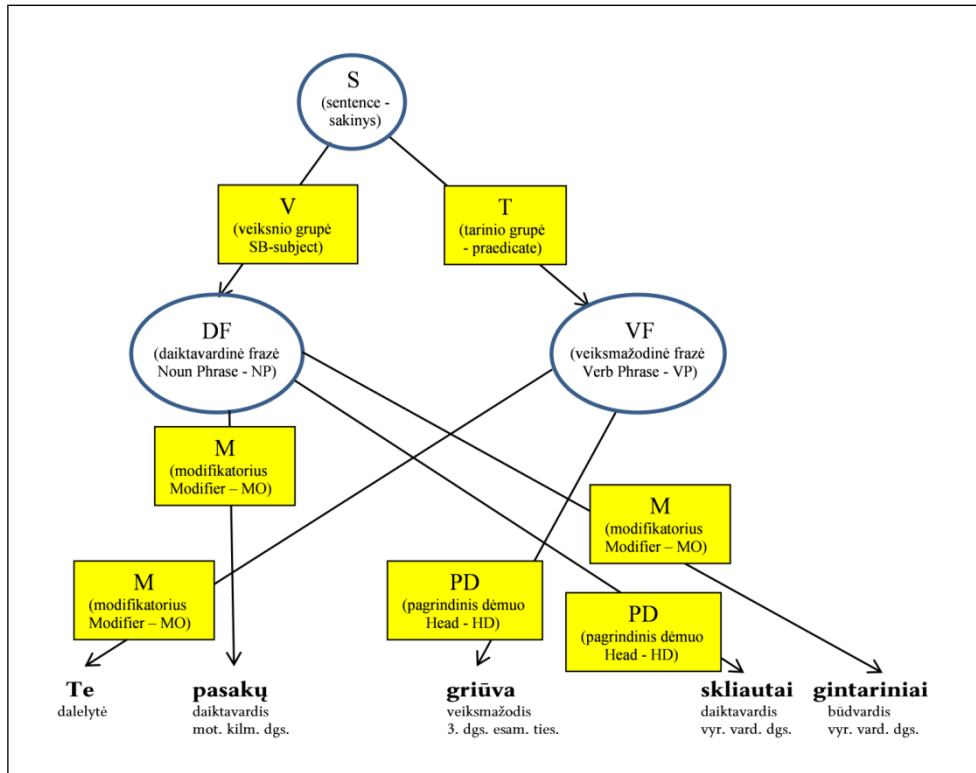 S
(sentence -
sakinys)
V
(veiksnio grupė
SB-subject)
T
(tarinio grupė
- praedicate)
DF
(daiktavardinė frazė
Noun Phrase - NP)
VF
(veiksmažodinė frazė
Verb Phrase - VP)
M
(modifikatorius
Modifier – MO)
M
(modifikatorius
Modifier – MO)
M
(modifikatorius
Modifier – MO)
PD
(pagrindinis dėmuo
Head - HD)
PD
(pagrindinis dėmuo
Head - HD)
Te
dalelytė
pasakų
daiktavardis
mot. kilm. dgs.
griūva
veiksmažodis
3. dgs. esam. ties.
skliautai
daiktavardis
vyr. vard. dgs.
gintariniai
būdvardis
vyr. vard. dgs.